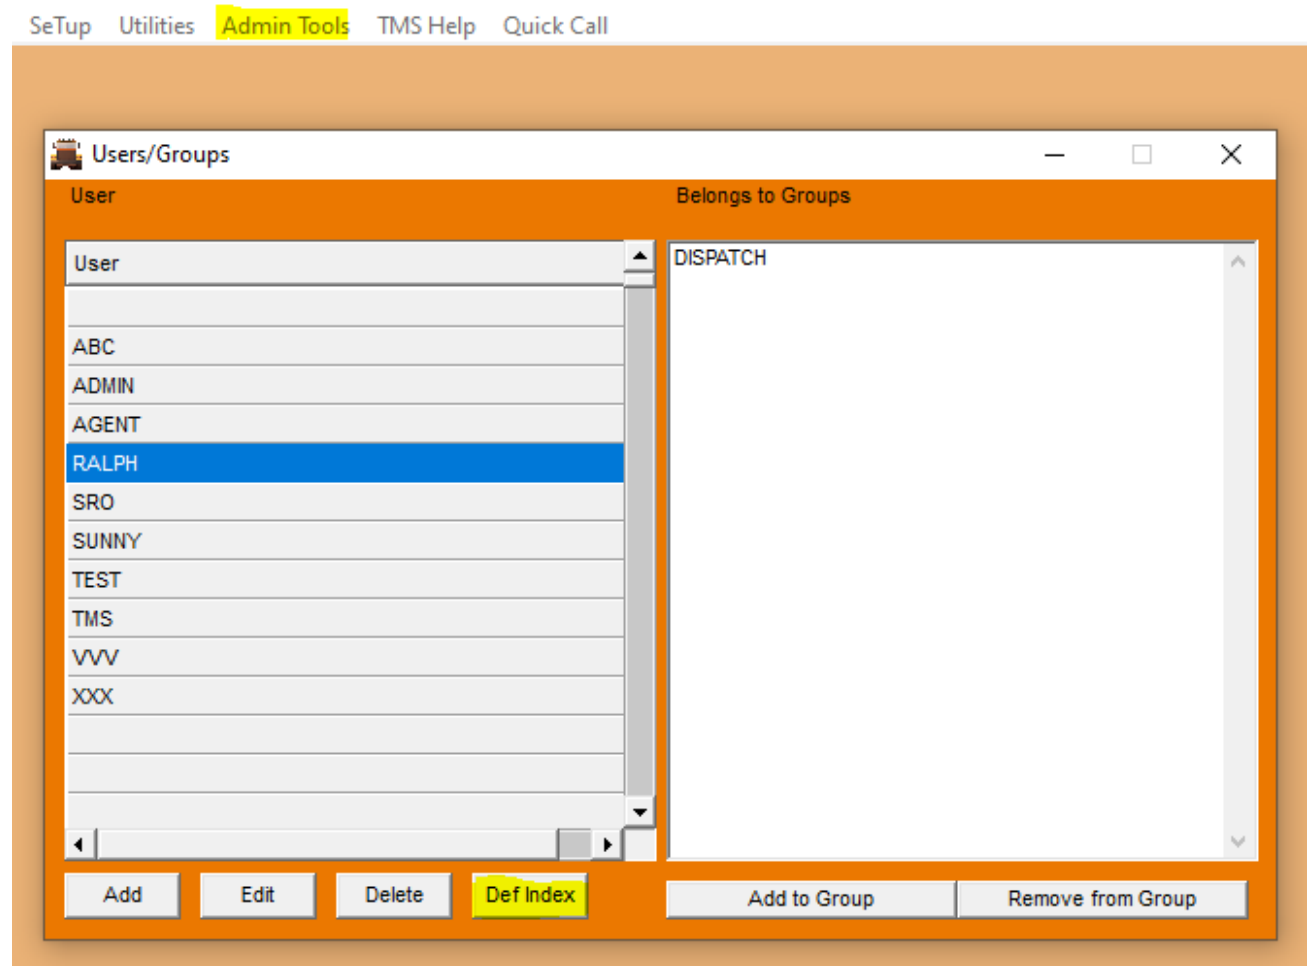 SeTup Utilities Admin Tools TMS Help Quick Call
Users/Groups
User
Belongs to Groups
User
ABC
ADMIN
AGENT
RALPH
SRO
SUNNY
TEST
TMS
VVV
XXX
DISPATCH
Add Edit Delete Def Index
Add to Group Remove from Group